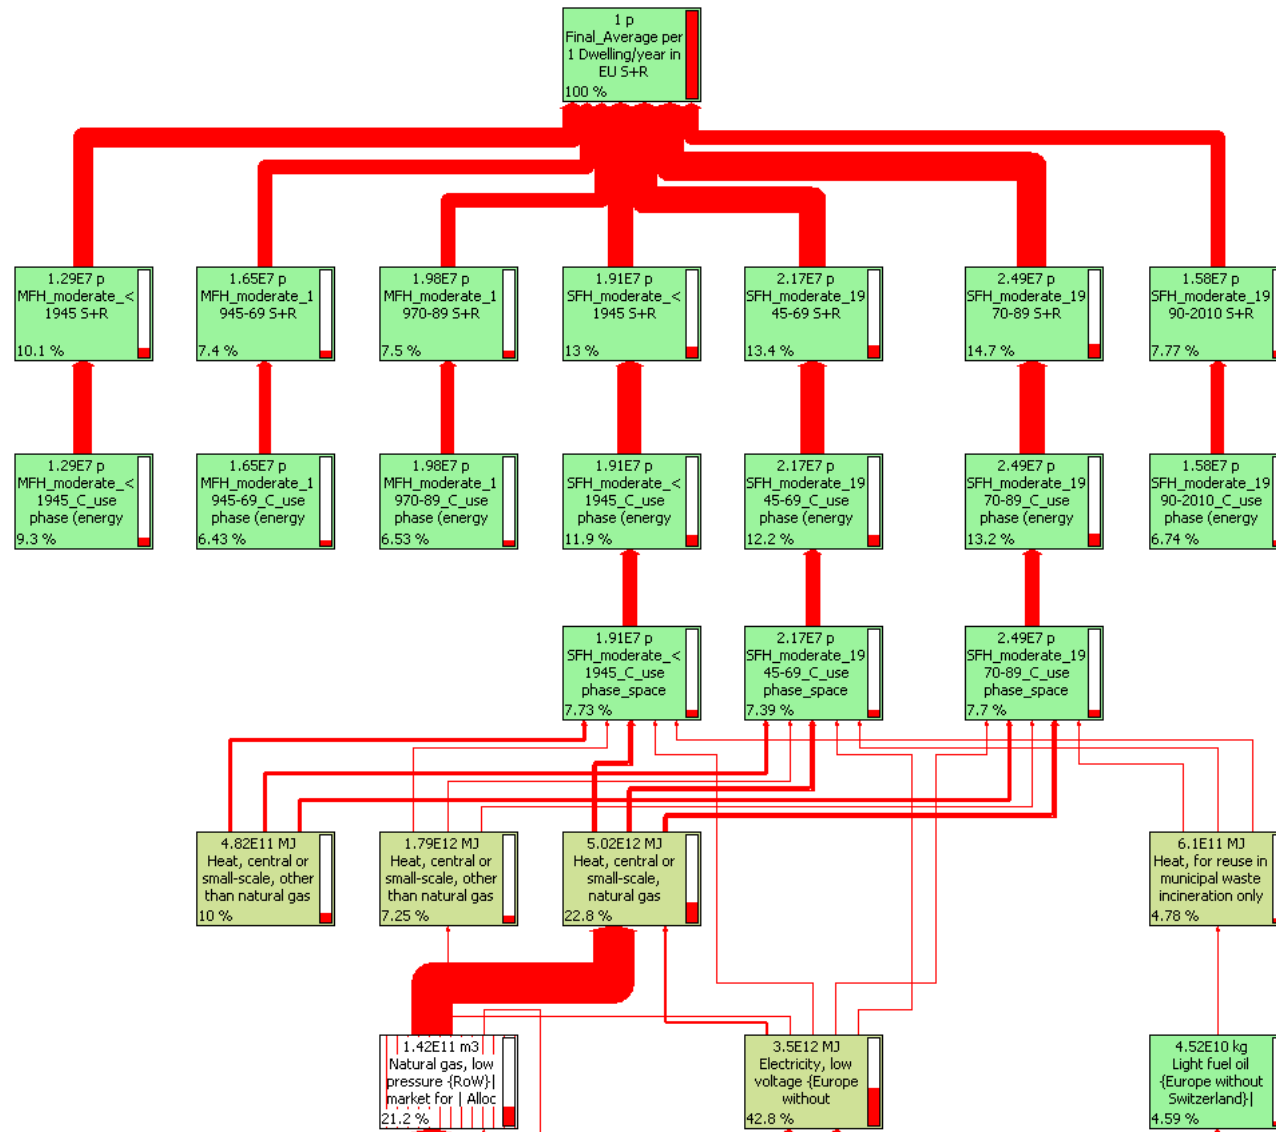 1 p
Final_Average per
1 Dwelling/year in
EU S+R
100 %
1.29E7 p
MFH_moderate_<
1945 S+R
10.1 %
1.65E7 p
MFH_moderate_1
945-69 S+R
7.4 %
1.98E7 p
MFH_moderate_1
970-89 S+R
7.5 %
1.91E7 p
SFH_moderate_<
1945 S+R
13 %
2.17E7 p
SFH_moderate_19
45-69 S+R
13.4 %
2.49E7 p
SFH_moderate_19
70-89 S+R
14.7 %
1.58E7 p
SFH_moderate_19
90-2010 S+R
7.77 %
1.29E7 p
MFH_moderate_<
1945_C_use
phase (energy
9.3 %
1.65E7 p
MFH_moderate_1
945-69_C_use
phase (energy
6.43 %
1.98E7 p
MFH_moderate_1
970-89_C_use
phase (energy
6.53 %
1.91E7 p
SFH_moderate_<
1945_C_use
phase (energy
11.9 %
2.17E7 p
SFH_moderate_19
45-69_C_use
phase (energy
12.2 %
2.49E7 p
SFH_moderate_19
70-89_C_use
phase (energy
13.2 %
1.58E7 p
SFH_moderate_19
90-2010_C_use
phase (energy
6.74 %
1.91E7 p
SFH_moderate_<
1945_C_use
phase_space
7.73 %
2.17E7 p
SFH_moderate_19
45-69_C_use
phase_space
7.39 %
2.49E7 p
SFH_moderate_19
70-89_C_use
phase_space
7.7 %
4.82E11 MJ
Heat, central or
small-scale, other
than natural gas
10 %
1.79E12 MJ
Heat, central or
small-scale, other
than natural gas
7.25 %
5.02E12 MJ
Heat, central or
small-scale,
natural gas
22.8 %
6.1E11 MJ
Heat, for reuse in
municipal waste
incineration only
4.78 %
1.42E11 m3
Natural gas, low
pressure {RoW}|
market for | Alloc
21.2 %
3.5E12 MJ
Electricity, low
voltage {Europe
without
42.8 %
4.52E10 kg
Light fuel oil
{Europe without
Switzerland}|
4.59 %